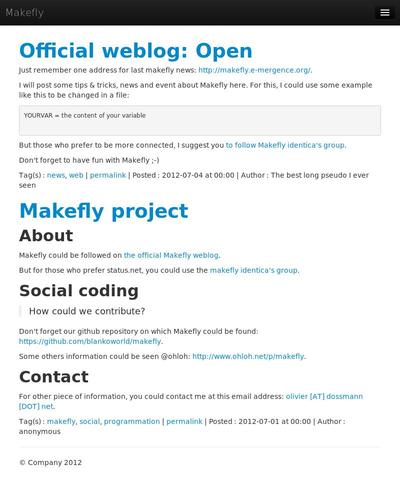 Makefly
Official weblog: Open
Just remember one address for last makefly news: http://makefly.e-mergence.org/.
I will post some tips & tricks, news and event about Makefly here. For this, I could use some example
like this to be changed in a file:
YOURVAR = the content of your variable
But those who prefer to be more connected, I suggest you to follow Makefly identica's group.
Don't forget to have fun with Makefly ;-)
Tag(s) : news, web | permalink | Posted : 2012-07-04 at 00:00 | Author : The best long pseudo I ever
seen
Makefly project
About
Makefly could be followed on the official Makefly weblog.
But for those who prefer status.net, you could use the makefly identica's group.
Social coding
How could we contribute?
Don't forget our github repository on which Makefly could be found:
https://github.com/blankoworld/makefly.
Some others information could be seen @ohloh: http://www.ohloh.net/p/makefly.
Contact
For other piece of information, you could contact me at this email address: olivier [AT] dossmann
[DOT] net.
Tag(s) : makefly, social, programmation | permalink | Posted : 2012-07-01 at 00:00 | Author :
anonymous
© Company 2012